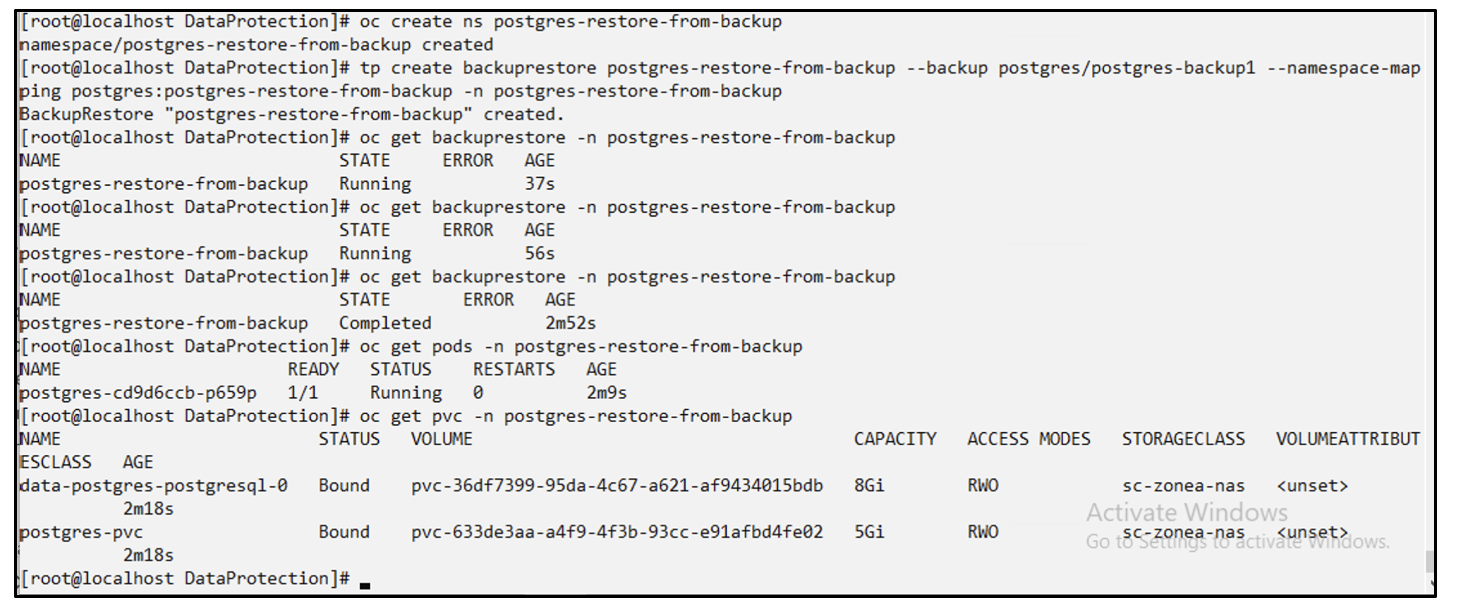 [root@localhost DataProtection]# oc create ns postgres-restore-from-backup
namespace/postgres-restore-from-backup created
[root@localhost DataProtection]# tp create backuprestore postgres-restore-from-backup --backup postgres/postgres-backup1 --namespace-map
ping postgres:postgres-restore-from-backup -n postgres-restore-from-backup
BackupRestore "postgres-restore-from-backup" created.
[root@localhost DataProtection]# oc get backuprestore -n postgres-restore-from-backup
NAME STATE ERROR AGE
postgres-restore-from-backup Running 37s
[root@localhost DataProtection]# oc get backuprestore -n postgres-restore-from-backup
NAME STATE ERROR AGE
postgres-restore-from-backup Running 56s
[root@localhost DataProtection]# oc get backuprestore -n postgres-restore-from-backup
NAME STATE ERROR AGE
postgres-restore-from-backup Completed 2m52s
[root@localhost DataProtection]# oc get pods -n postgres-restore-from-backup
NAME READY STATUS RESTARTS AGE
postgres-cd9d6ccb-p659p 1/1 Running 0 2m9s
[root@localhost DataProtection]# oc get pvc -n postgres-restore-from-backup
NAME STATUS VOLUME CAPACITY ACCESS MODES STORAGECLASS VOLUMEATTRIBUT
ESCLASS AGE
data-postgres-postgresql-0 Bound pvc-36df7399-95da-4c67-a621-af9434015bdb 8Gi RWO sc-zonea-nas <unset>
2m18s
Activate Windows
postgres-pvc Bound pvc-633de3aa-a4f9-4f3b-93cc-e91afbd4fe02 5Gi RWO sc-zonea-nas <unset>
Go to Settings to activate Windows.
2m18s
[root@localhost DataProtection]#